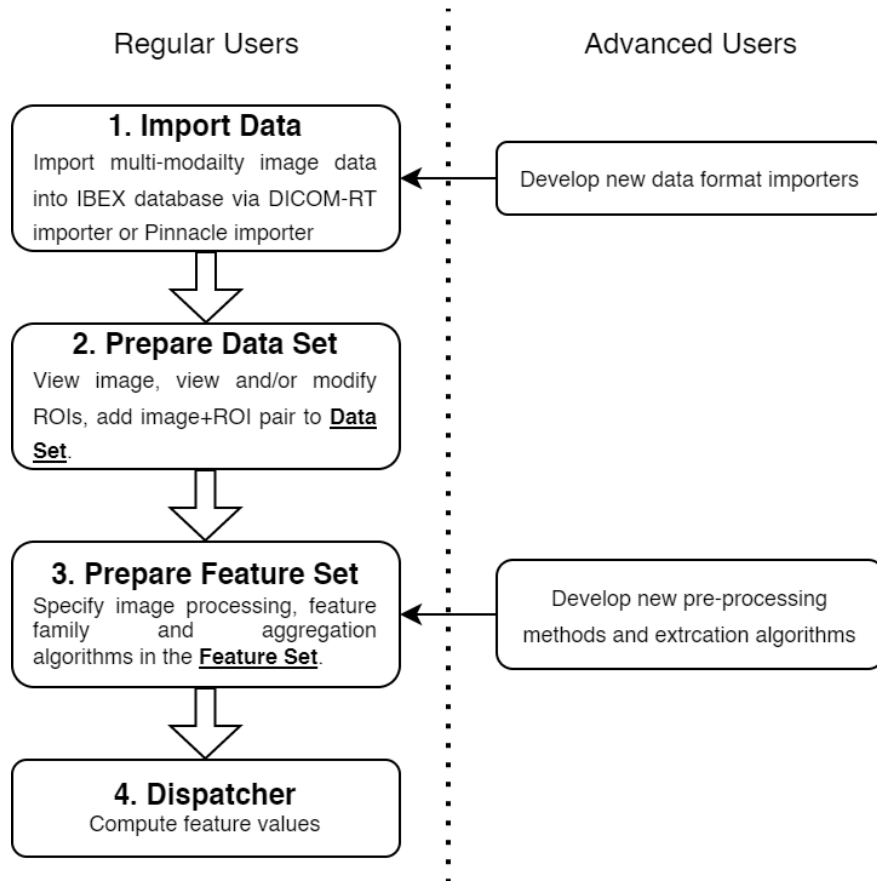 Regular Users
Advanced Users
1. Import Data
Import multi-modailty image data
into IBEX database via DICOM-RT
importer or Pinnacle importer
Develop new data format importers
2. Prepare Data Set
View image, view and/or modify
ROIs, add image+ROI pair to Data
Set.
3. Prepare Feature Set
Specify image processing, feature
family and aggregation
algorithms in the Feature Set.
Develop new pre-processing
methods and extrcation algorithms
4. Dispatcher
Compute feature values